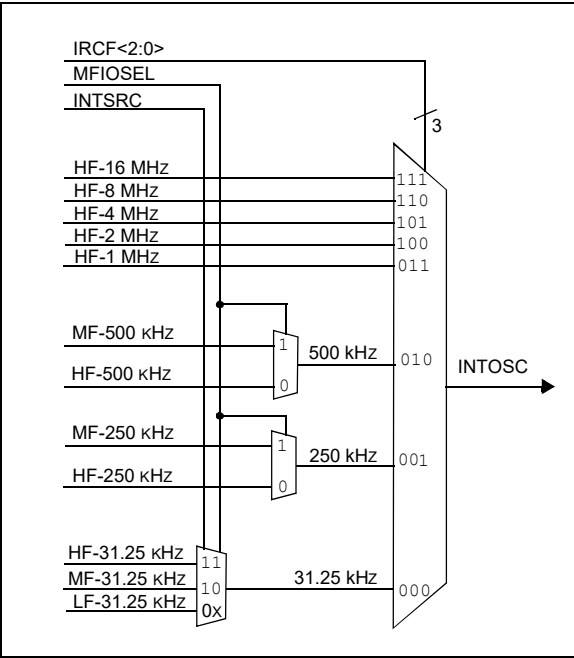 IRCF<2:0>
MFIOSEL
INTSRC
3
HF-16 MHZ
111
HF-8 MHZ
110
HF-4 MHZ
101
HF-2 MHZ
100
HF-1 MHZ
011
MF-500 KHZ
1
500 kHz
010
INTOSC
HF-500 KHZ
0
MF-250 KHZ
1
250 kHz
001
HF-250 KHZ
0
HF-31.25 KHZ
11
MF-31.25 KHZ
10
31.25 kHz
000
LF-31.25 KHZ
0x